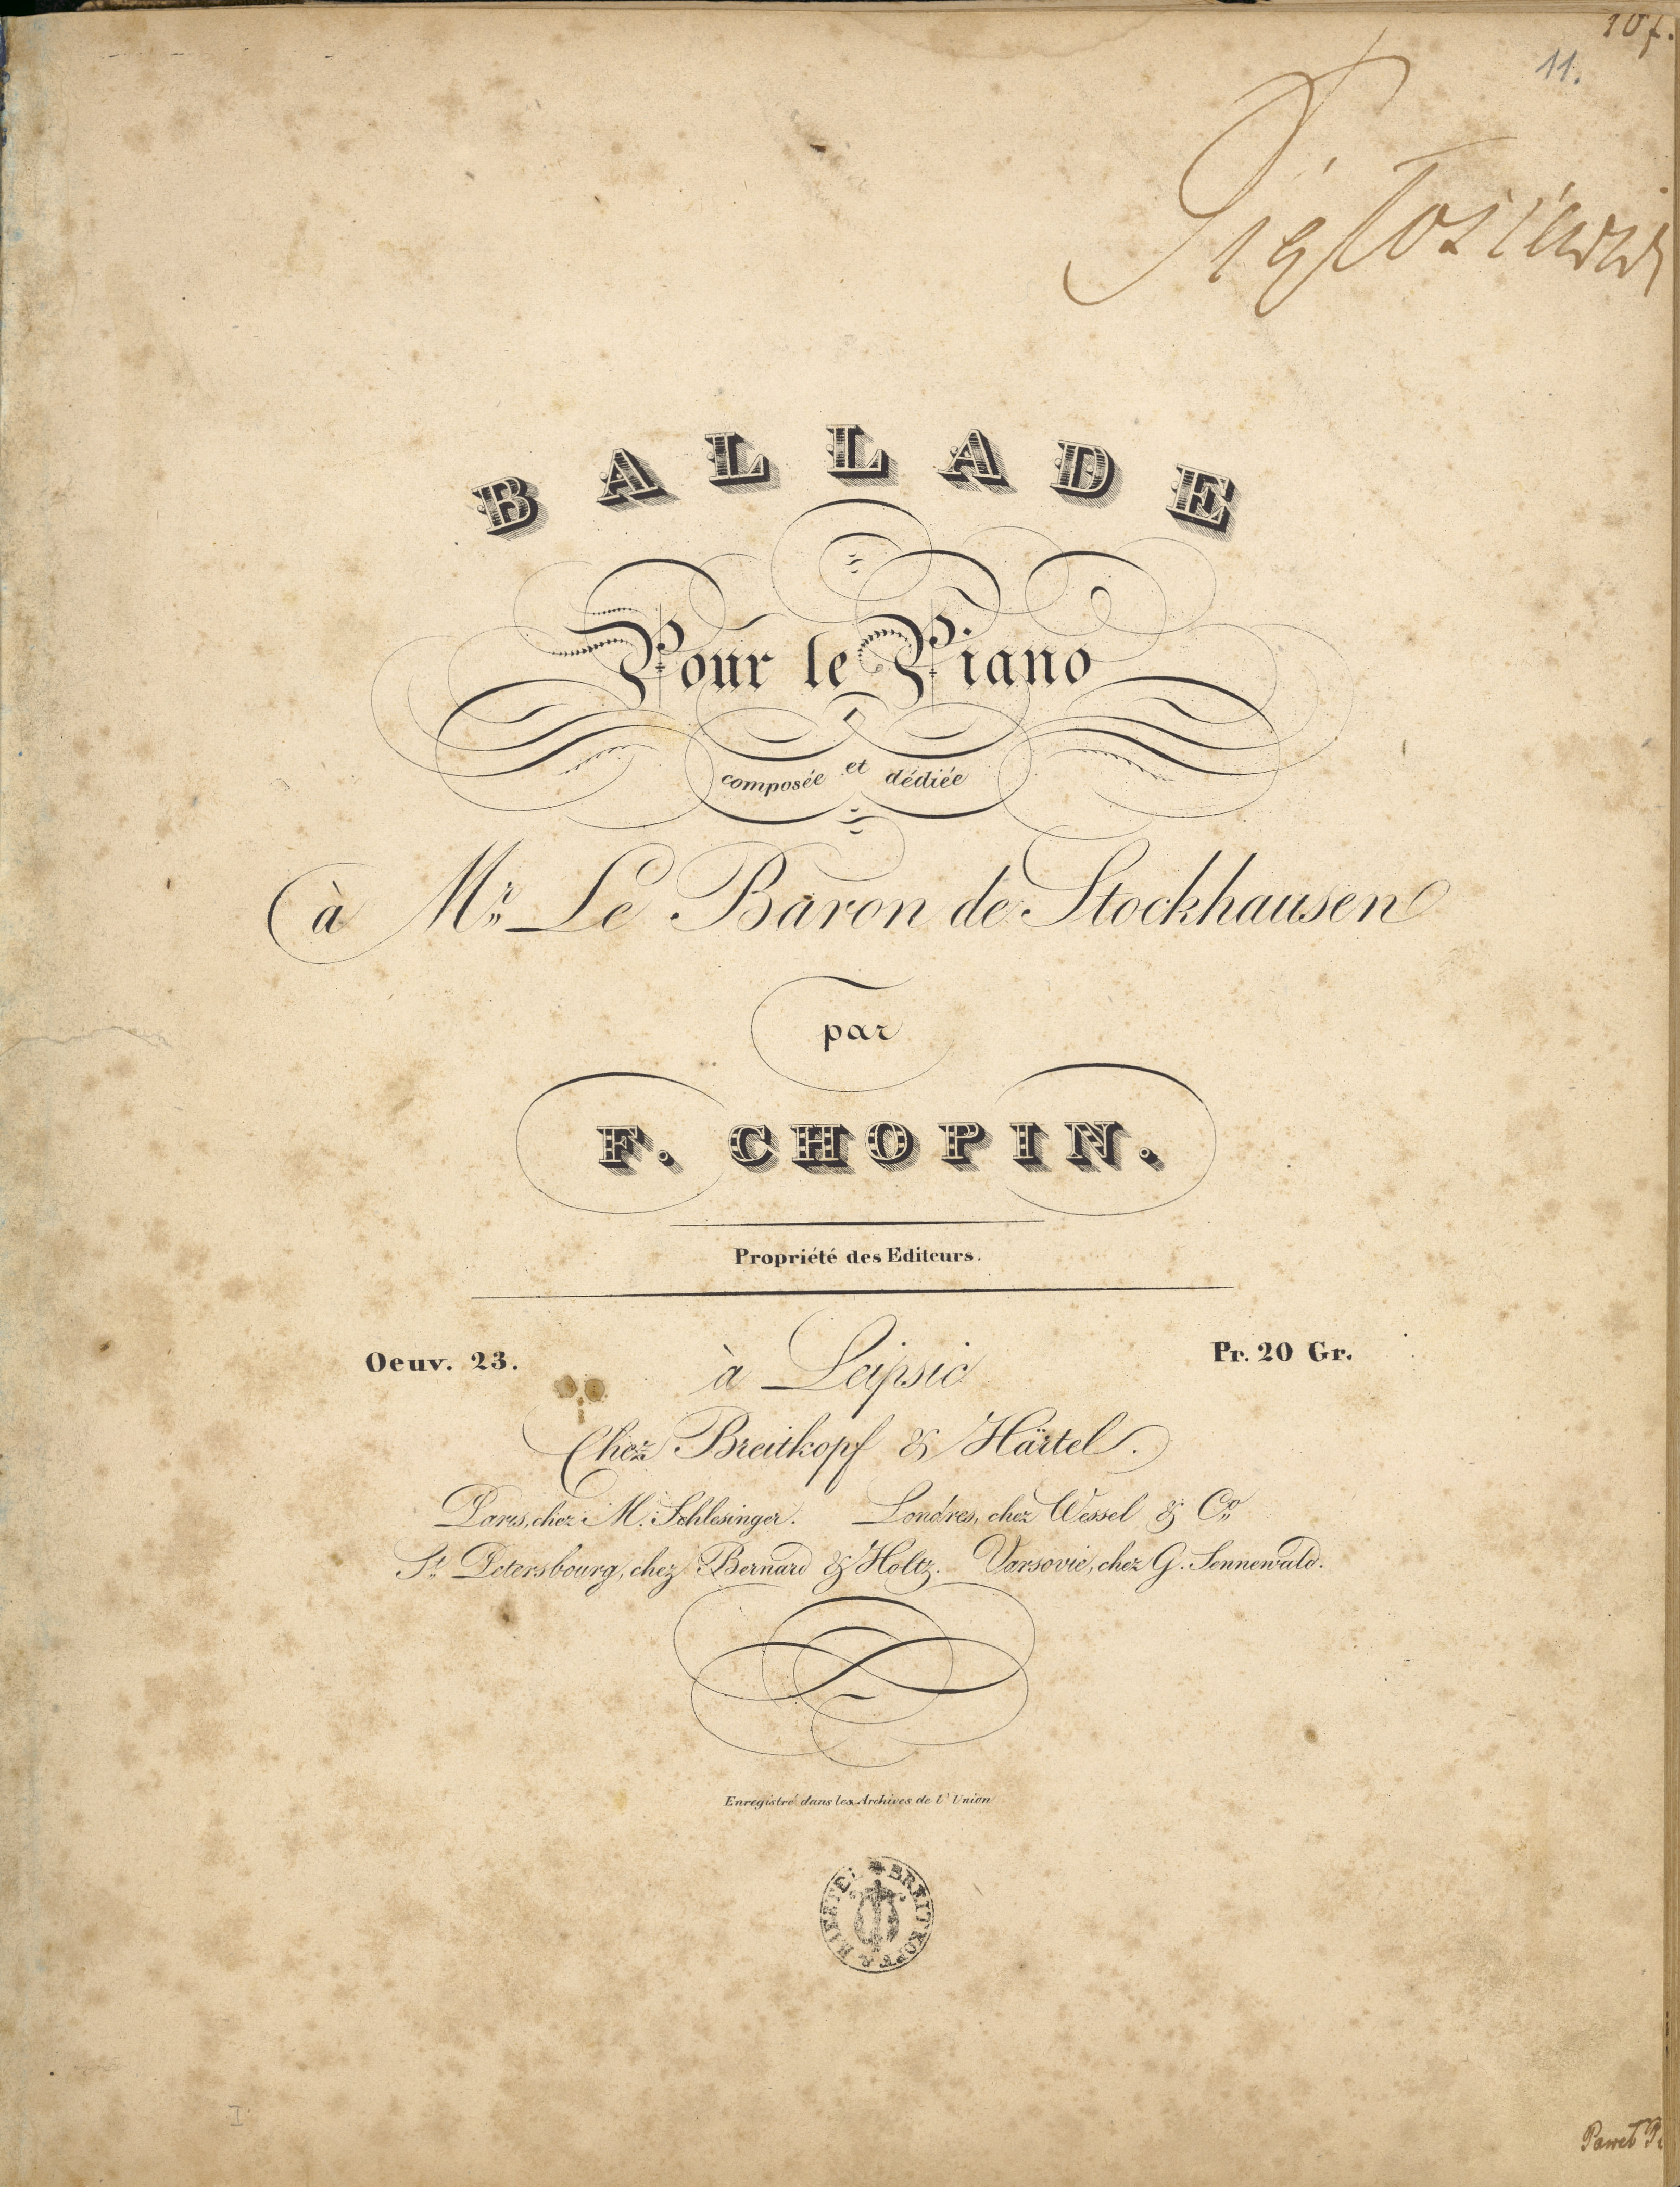 10 f.
11.
BALLADE
Pour le Piano
composée et dédiée
à Mr. Le Baron de Stockhausen
par
F. CHOPIN.
Propriété des Editeurs.
Oeuv. 23.
à Leipsic
Pr. 20 Gr.
Chez Breitkopf & Härtel.
Paris, chez M. Schlesinger. Londres, chez Wessel & Co.
St. Petersbourg, chez Bernard & Holtz. Varsovie, chez G. Sennewald.
Enregistré dans les Archives de l'Union
BREITKOPF & HÄRTEL
I
Paweł